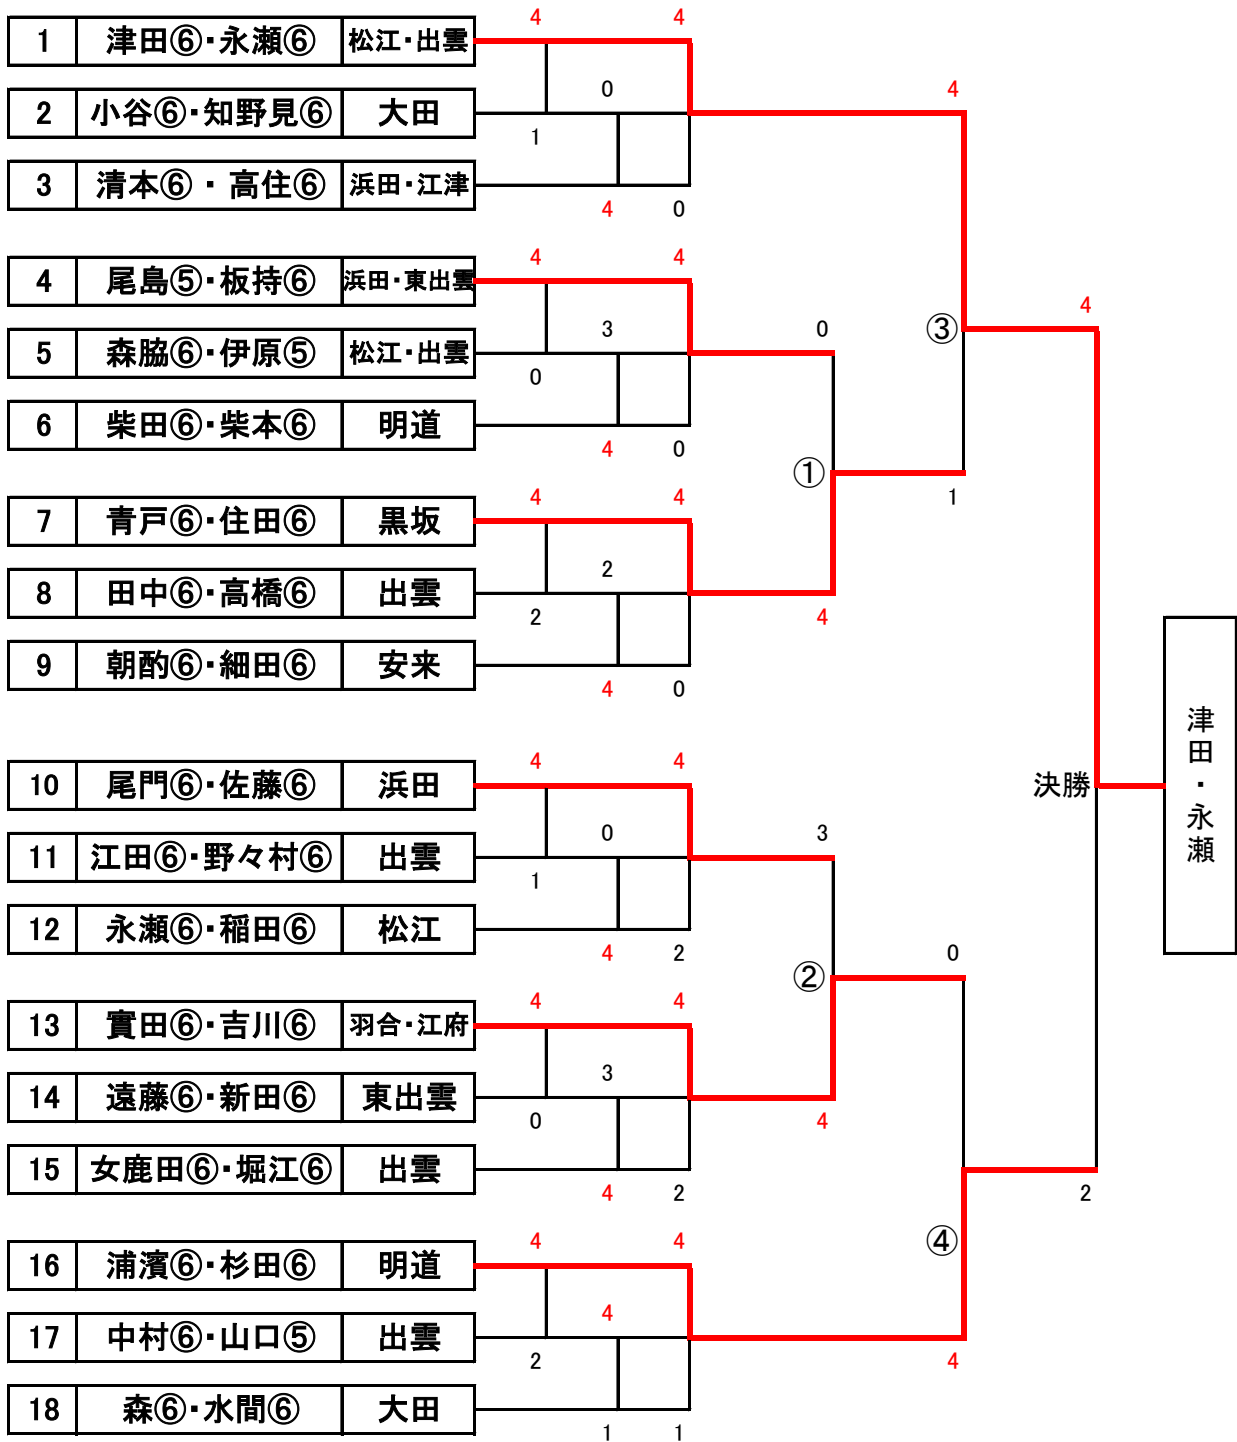 4 4
1 津田⑥・永瀬⑥ 松江・出雲
0 4
2 小谷⑥・知野見⑥ 大田
1
3 清本⑥ ・ 高住⑥ 浜田・江津
4 0
4 4
4 尾島⑤・板持⑥ 浜田・東出雲
4
3 0 ③
5 森脇⑥・伊原⑤ 松江・出雲
0
6 柴田⑥・柴本⑥ 明道
4 0
①
4 4 1
7 青戸⑥・住田⑥ 黒坂
2
8 田中⑥・高橋⑥ 出雲
2 4
9 朝酌⑥・細田⑥ 安来
4 0
津田・永瀬
4 4
10 尾門⑥・佐藤⑥ 浜田 決勝
0 3
11 江田⑥・野々村⑥ 出雲
1
12 永瀬⑥・稲田⑥ 松江
4 2 0
②
4 4
13 實田⑥・吉川⑥ 羽合・江府
3
14 遠藤⑥・新田⑥ 東出雲
0 4
15 女鹿田⑥・堀江⑥ 出雲
4 2 2
4 4 ④
16 浦濱⑥・杉田⑥ 明道
4
17 中村⑥・山口⑤ 出雲
2 4
18 森⑥・水間⑥ 大田
1 1